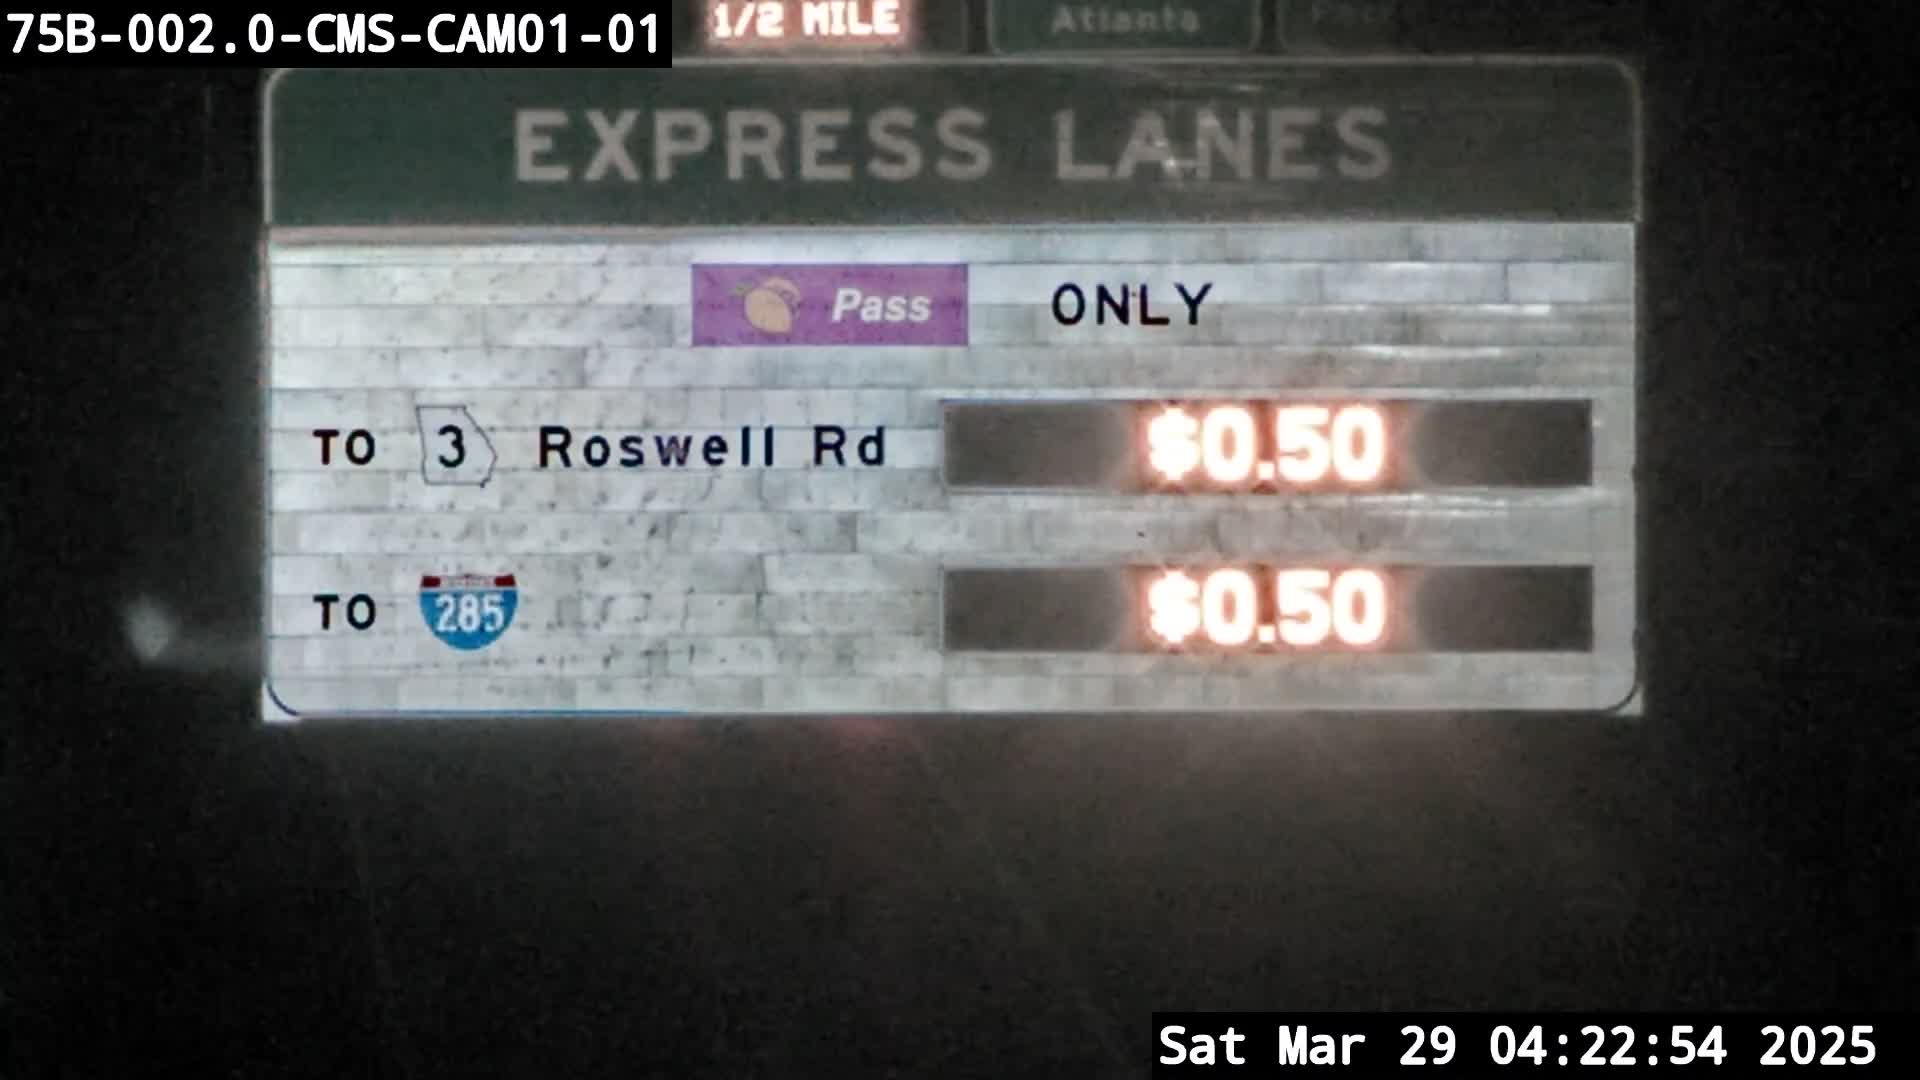 75B-002.0-CMS-CAM01-01
1/2 MILE
Atlanta
EXPRESS LANES
Pass ONLY
TO 3 Roswell Rd $0.50
TO 285 $0.50
Sat Mar 29 04:22:54 2025